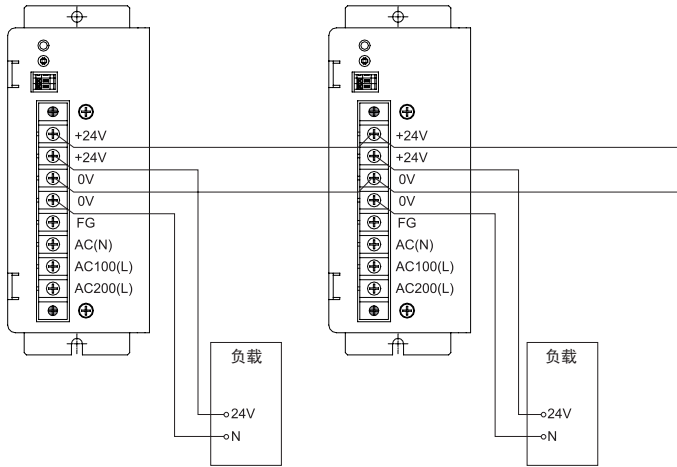 +24V
+24V
0V
0V
FG
AC(N)
AC100(L)
AC200(L)
+24V
+24V
0V
0V
FG
AC(N)
AC100(L)
AC200(L)
负载
24V
N
负载
24V
N